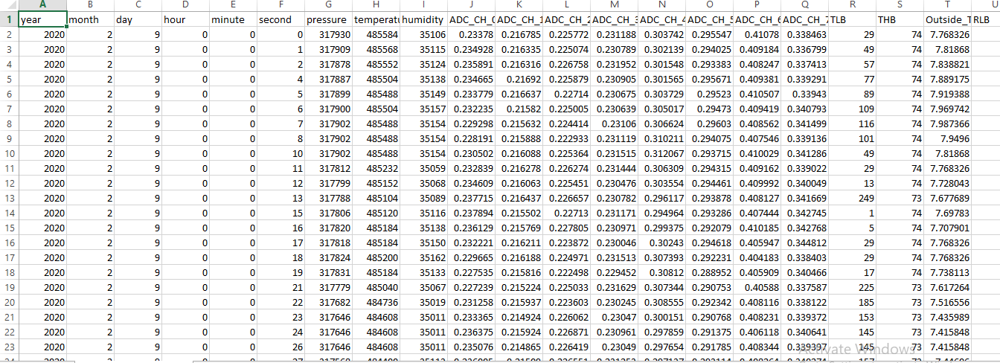 A B C D E F G H I J K L M N O P Q R S T U
1 year month day hour minute second pressure temperatu humidity ADC_CH_0 ADC_CH_1 ADC_CH_2 ADC_CH_3 ADC_CH_4 ADC_CH_5 ADC_CH_6 ADC_CH_7 TLB THB Outside_T RLB
2 2020 2 9 0 0 0 317930 485584 35106 0.23378 0.216785 0.225772 0.231188 0.303742 0.295547 0.41078 0.338463 29 74 7.768326
3 2020 2 9 0 0 1 317909 485568 35115 0.234928 0.216335 0.225074 0.230789 0.302139 0.294025 0.409184 0.336799 49 74 7.81868
4 2020 2 9 0 0 2 317878 485552 35124 0.235891 0.216316 0.226758 0.231952 0.301548 0.293383 0.408247 0.337413 57 74 7.838821
5 2020 2 9 0 0 4 317887 485504 35138 0.234665 0.21692 0.225879 0.230905 0.301565 0.295671 0.409381 0.339291 77 74 7.889175
6 2020 2 9 0 0 5 317899 485488 35149 0.233779 0.216637 0.22714 0.230675 0.303729 0.29523 0.410507 0.33943 89 74 7.919388
7 2020 2 9 0 0 6 317900 485504 35157 0.232235 0.21582 0.225005 0.230639 0.305017 0.29473 0.409419 0.340793 109 74 7.969742
8 2020 2 9 0 0 7 317902 485488 35154 0.229298 0.215632 0.224414 0.23106 0.306624 0.29603 0.408562 0.341499 116 74 7.987366
9 2020 2 9 0 0 8 317902 485488 35154 0.228191 0.215888 0.222933 0.231119 0.310211 0.294075 0.407546 0.339136 101 74 7.9496
10 2020 2 9 0 0 10 317902 485488 35154 0.230502 0.216088 0.225364 0.231515 0.312067 0.293715 0.410029 0.341286 49 74 7.81868
11 2020 2 9 0 0 11 317812 485232 35059 0.232839 0.216278 0.226274 0.231444 0.306309 0.294315 0.409162 0.339022 29 74 7.768326
12 2020 2 9 0 0 12 317799 485152 35068 0.234609 0.216063 0.225451 0.230476 0.303554 0.294461 0.409992 0.340049 13 74 7.728043
13 2020 2 9 0 0 13 317788 485104 35089 0.237715 0.216437 0.226657 0.230782 0.296117 0.293878 0.408127 0.341669 249 73 7.677689
14 2020 2 9 0 0 15 317806 485120 35116 0.237894 0.215502 0.22713 0.231171 0.294964 0.293286 0.407444 0.342745 1 74 7.69783
15 2020 2 9 0 0 16 317820 485184 35138 0.236129 0.215769 0.227805 0.230971 0.299375 0.292079 0.410185 0.342768 5 74 7.707901
16 2020 2 9 0 0 17 317818 485184 35150 0.232221 0.216211 0.223872 0.230046 0.30243 0.294618 0.405947 0.344812 29 74 7.768326
17 2020 2 9 0 0 18 317824 485200 35162 0.229665 0.216188 0.224971 0.231513 0.307393 0.292231 0.404183 0.338403 29 74 7.768326
18 2020 2 9 0 0 19 317831 485184 35133 0.227535 0.215816 0.222498 0.229452 0.30812 0.288952 0.405909 0.340466 17 74 7.738113
19 2020 2 9 0 0 21 317779 485040 35067 0.227239 0.215224 0.225033 0.231629 0.307344 0.290753 0.40588 0.337587 225 73 7.617264
20 2020 2 9 0 0 22 317682 484736 35019 0.231258 0.215937 0.223603 0.230245 0.308555 0.292342 0.408116 0.338122 185 73 7.516556
21 2020 2 9 0 0 23 317646 484608 35011 0.233365 0.214924 0.226062 0.23047 0.300151 0.290768 0.408231 0.339372 153 73 7.435989
22 2020 2 9 0 0 24 317646 484608 35011 0.236375 0.215924 0.226871 0.230961 0.297859 0.291375 0.406118 0.340641 145 73 7.415848
23 2020 2 9 0 0 26 317646 484608 35011 0.235076 0.214865 0.226419 0.23049 0.297654 0.291785 0.408344 0.339397 145 73 7.415848
Activate Windows